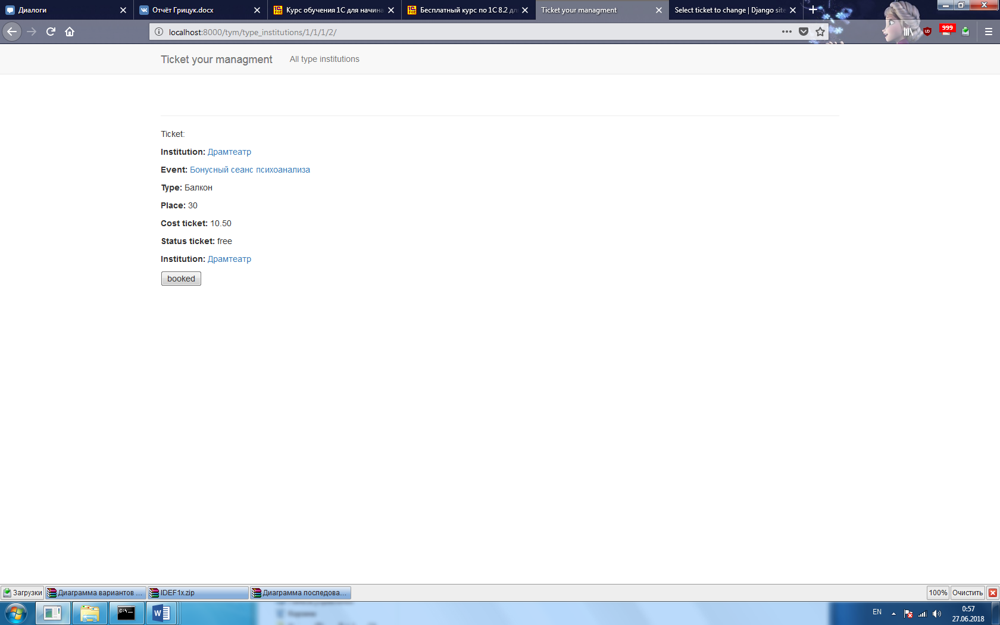 Диалоги
Отчёт Грицук.docx
Курс обучения 1С для начина
Бесплатный курс по 1С 8.2 дл
Ticket your managment
Select ticket to change | Django site
localhost:8000/tym/type_institutions/1/1/1/2/
999
Ticket your managment
All type institutions
Ticket:
Institution: Драмтеатр
Event: Бонусный сеанс психоанализа
Type: Балкон
Place: 30
Cost ticket: 10.50
Status ticket: free
Institution: Драмтеатр
booked
Загрузки
Диаграмма вариантов ...
IDEF1x.zip
Диаграмма последова...
100%
Очистить
EN
0:57
27.06.2018